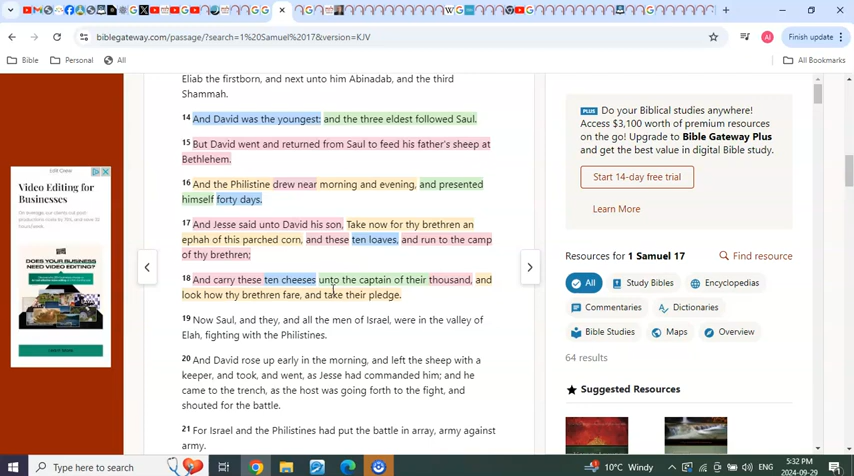 Finish update
biblegateway.com/passage/?search=1%20Samuel%2017&version=KJV
Bible
Personal
All
All Bookmarks
Eliab the firstborn, and next unto him Abinadab, and the third
Shammah.
14 And David was the youngest: and the three eldest followed Saul.
15 But David went and returned from Saul to feed his father's sheep at
Bethlehem.
16 And the Philistine drew near morning and evening, and presented
himself forty days.
17 And Jesse said unto David his son, Take now for thy brethren an
ephah of this parched corn, and these ten loaves, and run to the camp
of thy brethren;
18 And carry these ten cheeses unto the captain of their thousand, and
look how thy brethren fare, and take their pledge.
19 Now Saul, and they, and all the men of Israel, were in the valley of
Elah, fighting with the Philistines.
20 And David rose up early in the morning, and left the sheep with a
keeper, and took, and went, as Jesse had commanded him; and he
came to the trench, as the host was going forth to the fight, and
shouted for the battle.
21 For Israel and the Philistines had put the battle in array, army against
army.
Video Editing for
Businesses
PLUS Do your Biblical studies anywhere!
Access $3,100 worth of premium resources
on the go! Upgrade to Bible Gateway Plus
and get the best value in digital Bible study.
Start 14-day free trial
Learn More
Resources for 1 Samuel 17
Find resource
All
Study Bibles
Encyclopedias
Commentaries
Dictionaries
Bible Studies
Maps
Overview
64 results
Suggested Resources
Type here to search
10°C Windy
ENG
5:32 PM
2024-09-29